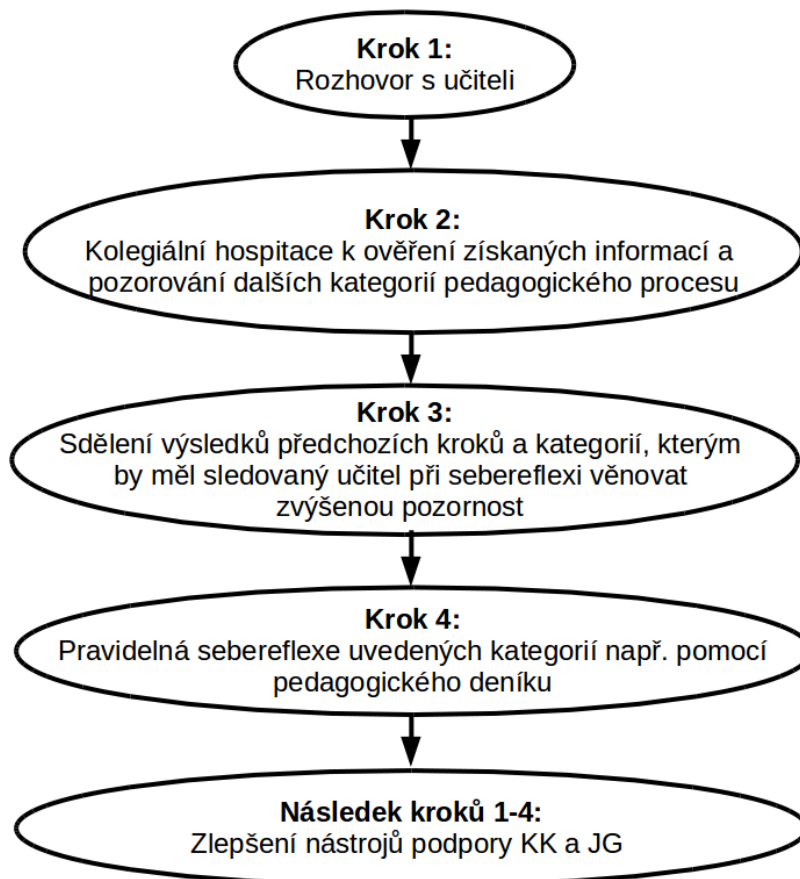 Krok 1:
Rozhovor s učiteli
Krok 2:
Kolegiální hospitace k ověření získaných informací a
pozorování dalších kategorií pedagogického procesu
Krok 3:
Sdělení výsledků předchozích kroků a kategorií, kterým
by měl sledovaný učitel při sebereflexi věnovat
zvýšenou pozornost
Krok 4:
Pravidelná sebereflexe uvedených kategorií např. pomocí
pedagogického deníku
Následek kroků 1-4:
Zlepšení nástrojů podpory KK a JG